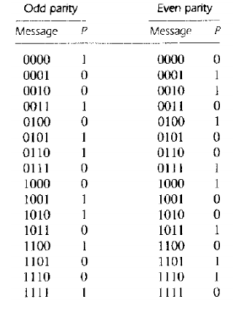 Odd parity Even parity
Message P Message P
0000 1 0000 0
0001 0 0001 1
0010 0 0010 1
0011 1 0011 0
0100 0 0100 1
0101 1 0101 0
0110 1 0110 0
0111 0 0111 1
1000 0 1000 1
1001 1 1001 0
1010 1 1010 0
1011 0 1011 1
1100 1 1100 0
1101 0 1101 1
1110 0 1110 1
1111 1 1111 0